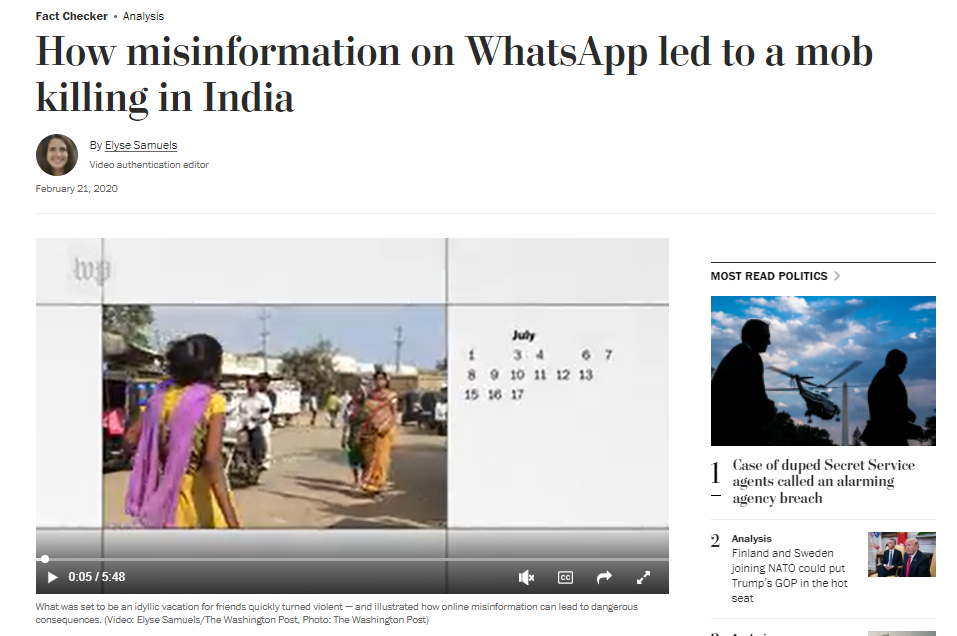 Fact Checker • Analysis
How misinformation on WhatsApp led to a mob
killing in India
By Elyse Samuels
Video authentication editor
February 21, 2020
wp
July
1 3 4 6 7
8 9 10 11 12 13
15 16 17
0:05 / 5:48
CC
What was set to be an idyllic vacation for friends quickly turned violent — and illustrated how online misinformation can lead to dangerous
consequences. (Video: Elyse Samuels/The Washington Post, Photo: The Washington Post)
MOST READ POLITICS >
1 Case of duped Secret Service
agents called an alarming
agency breach
2 Analysis
Finland and Sweden
joining NATO could put
Trump's GOP in the hot
seat